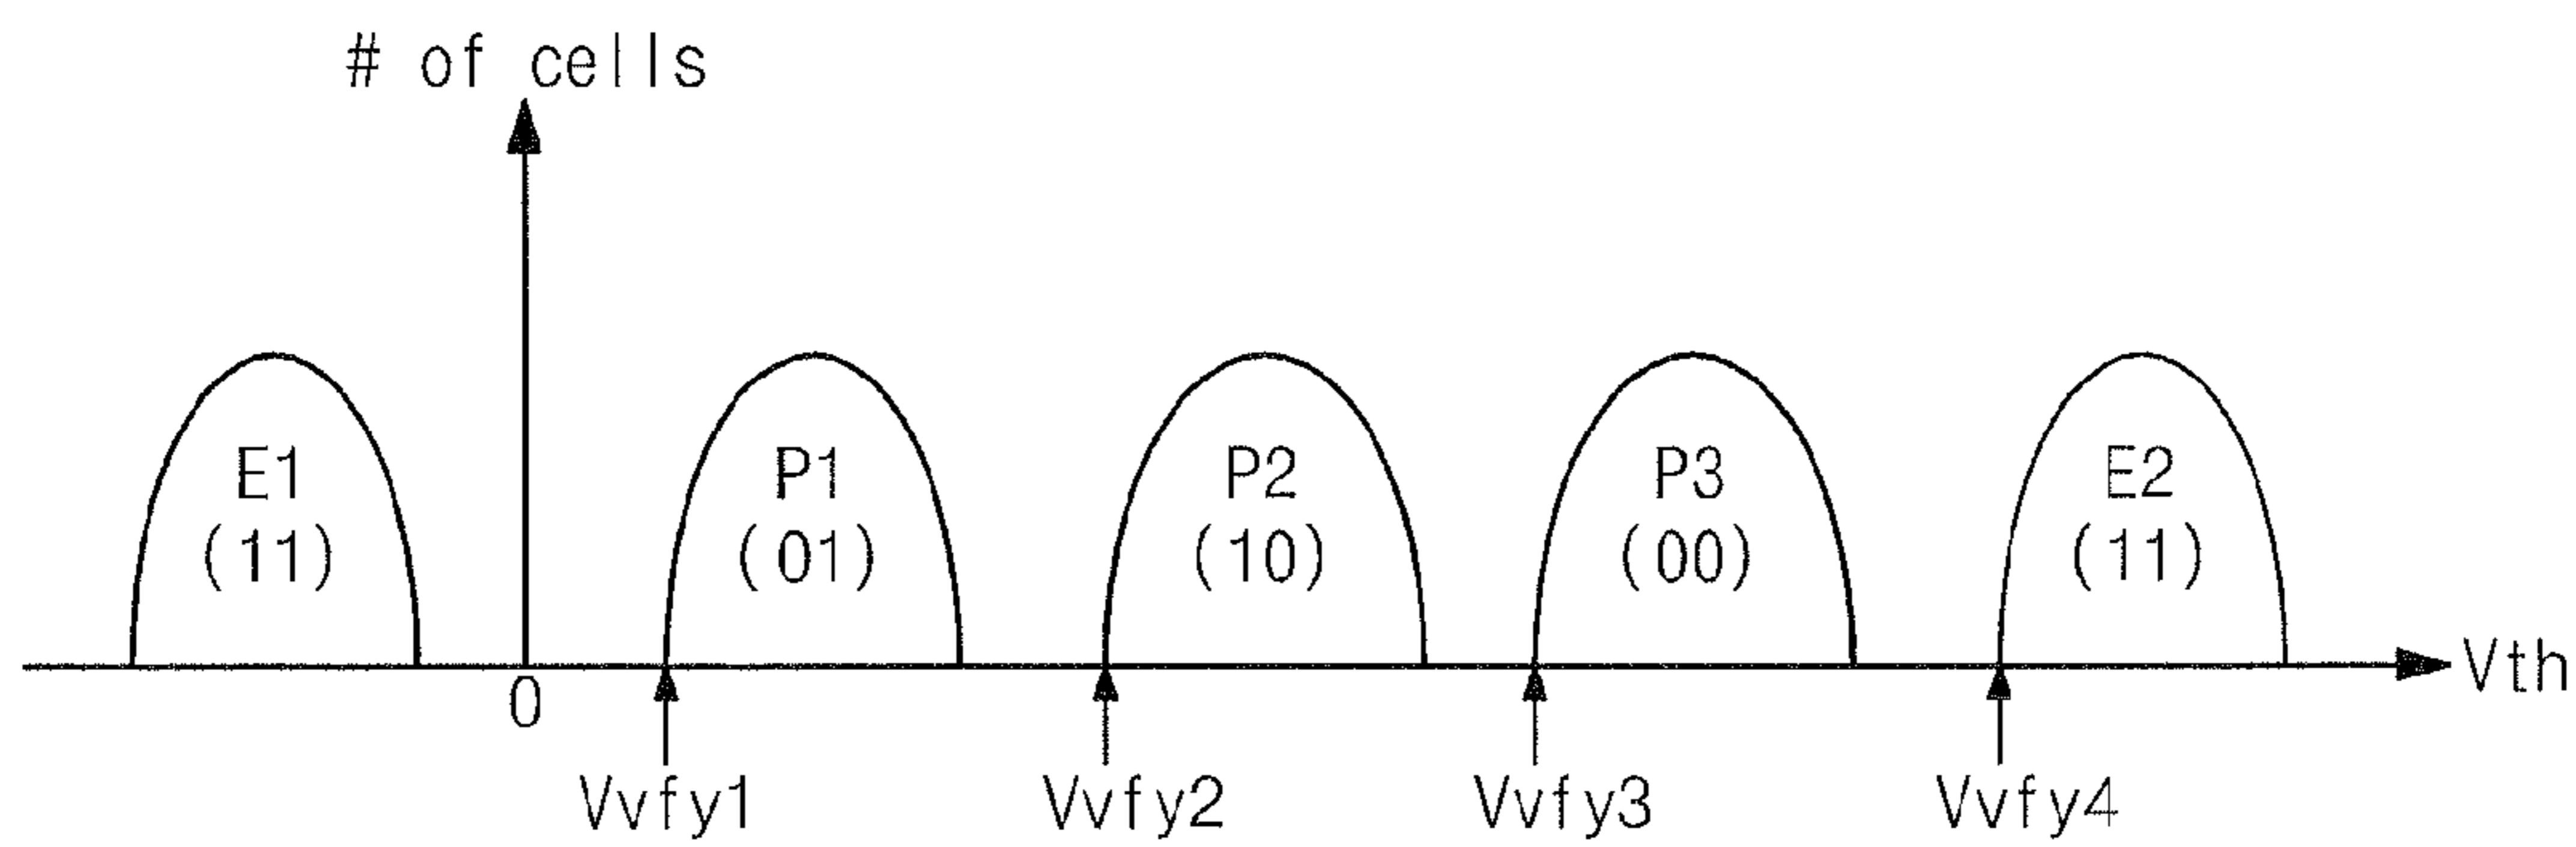 # of cells
E1 P1 P2 P3 E2
(11) (01) (10) (00) (11)
0 Vth
Vvfy1 Vvfy2 Vvfy3 Vvfy4